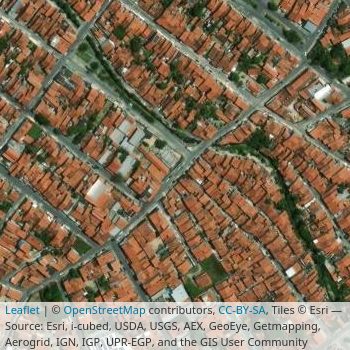 Leaflet | © OpenStreetMap contributors, CC-BY-SA, Tiles © Esri —
Source: Esri, i-cubed, USDA, USGS, AEX, GeoEye, Getmapping,
Aerogrid, IGN, IGP, UPR-EGP, and the GIS User Community